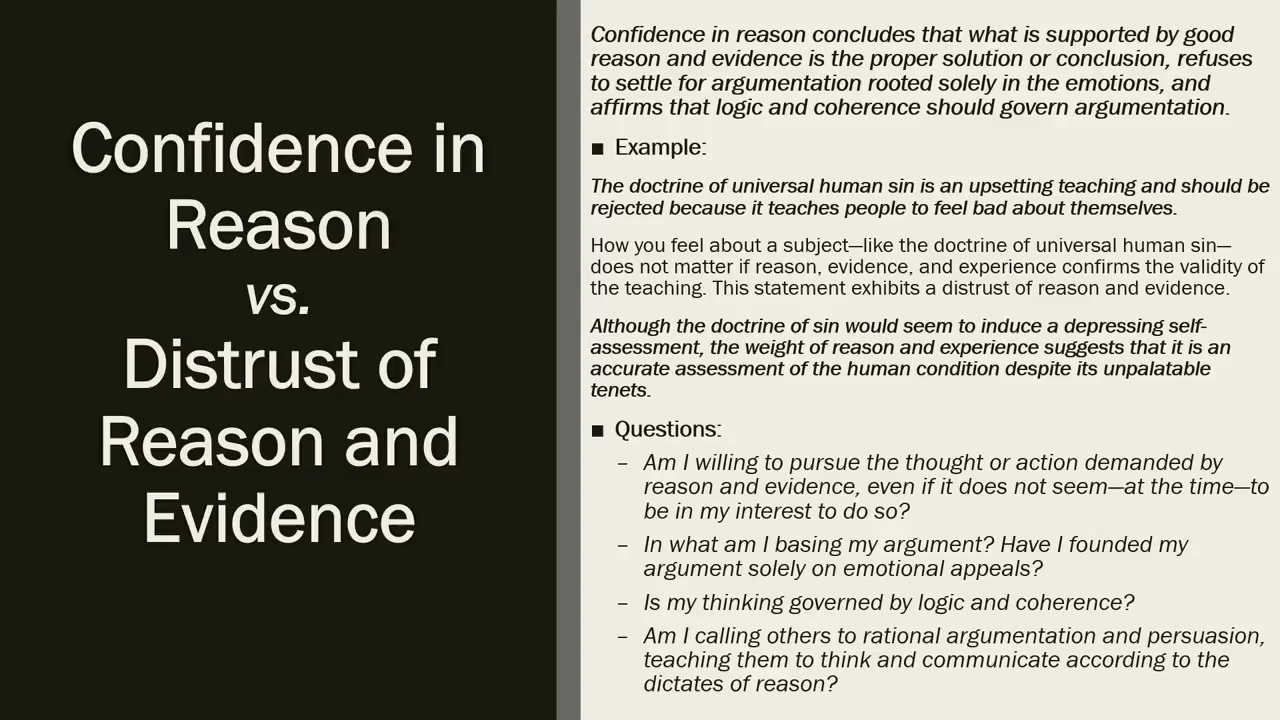 Confidence in
Reason
vs.
Distrust of
Reason and
Evidence
Confidence in reason concludes that what is supported by good
reason and evidence is the proper solution or conclusion, refuses
to settle for argumentation rooted solely in the emotions, and
affirms that logic and coherence should govern argumentation.
■ Example:
The doctrine of universal human sin is an upsetting teaching and should be
rejected because it teaches people to feel bad about themselves.
How you feel about a subject—like the doctrine of universal human sin—
does not matter if reason, evidence, and experience confirms the validity of
the teaching. This statement exhibits a distrust of reason and evidence.
Although the doctrine of sin would seem to induce a depressing self-
assessment, the weight of reason and experience suggests that it is an
accurate assessment of the human condition despite its unpalatable
tenets.
■ Questions:
– Am I willing to pursue the thought or action demanded by
reason and evidence, even if it does not seem—at the time—to
be in my interest to do so?
– In what am I basing my argument? Have I founded my
argument solely on emotional appeals?
– Is my thinking governed by logic and coherence?
– Am I calling others to rational argumentation and persuasion,
teaching them to think and communicate according to the
dictates of reason?